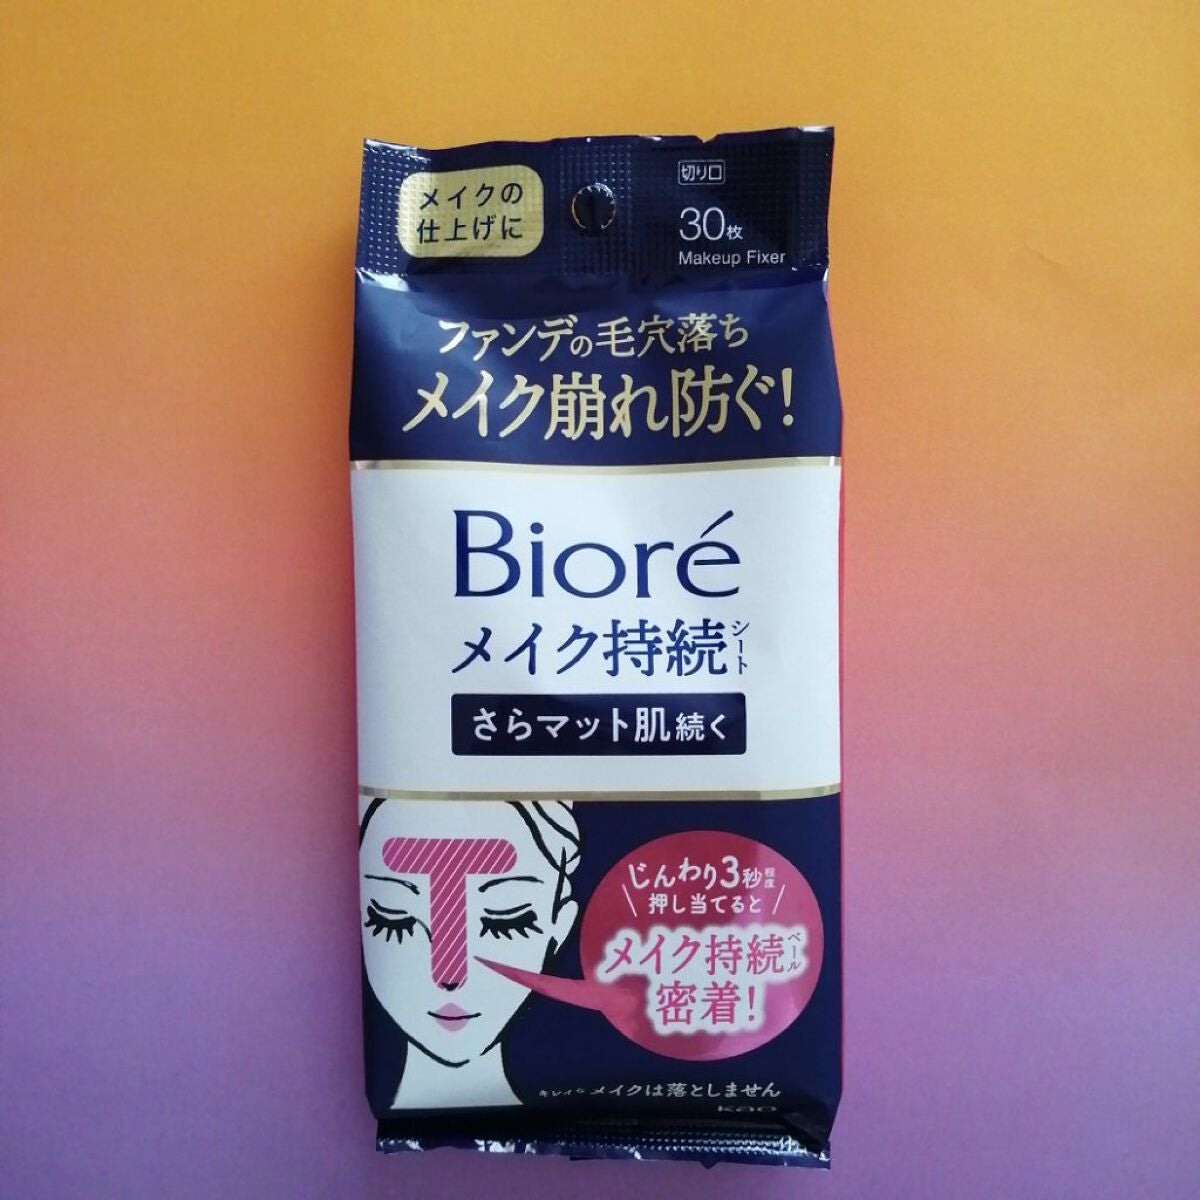 メイクの
仕上げに
切り口
30枚
Makeup Fixer
ファンデの毛穴落ち
メイク崩れ防ぐ!
Bioré
メイク持続シート
さらマット肌続く
じんわり3秒程度
押し当てると
メイク持続ベール
密着!
キレイなメイクは落としません
Kao